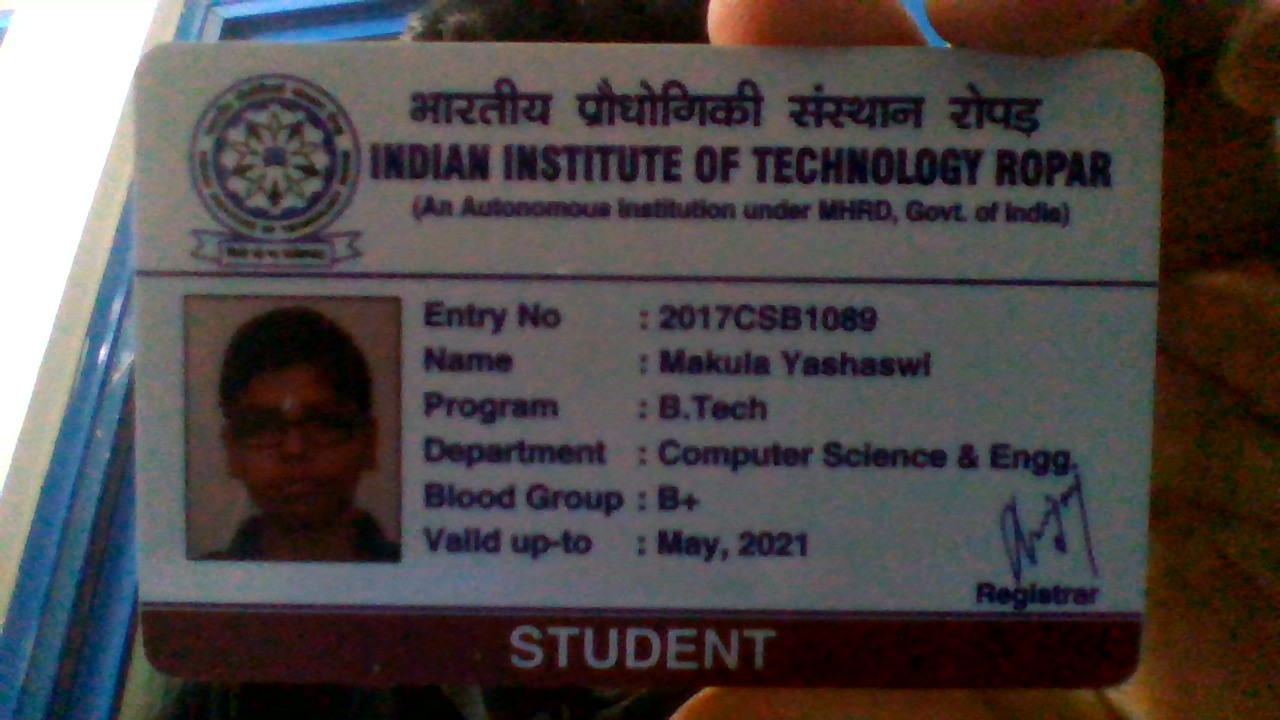 भारतीय प्रौद्योगिकी संस्थान रोपड़
INDIAN INSTITUTE OF TECHNOLOGY ROPAR
(An Autonomous Institution under MHRD, Govt. of India)
Entry No : 2017CSB1089
Name : Makula Yashaswi
Program : B.Tech
Department : Computer Science & Engg.
Blood Group : B+
Valid up-to : May, 2021
Registrar
STUDENT